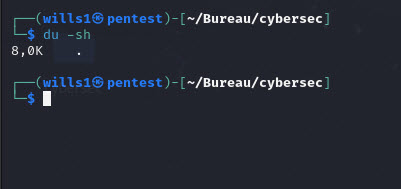 ┌──(wills1㉿pentest)-[~/Bureau/cybersec]
└─$ du -sh
8,0K    .
┌──(wills1㉿pentest)-[~/Bureau/cybersec]
└─$